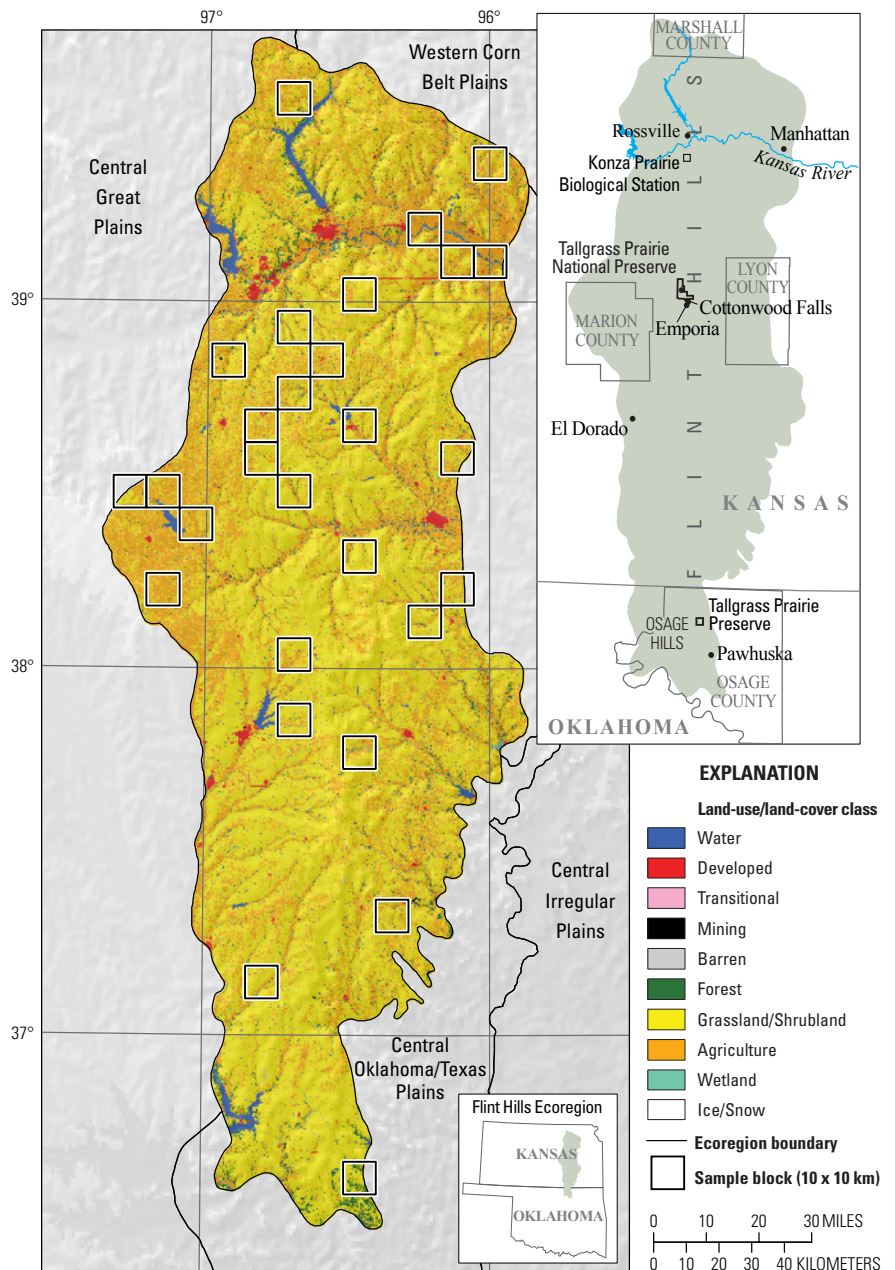 97°
96°
Western Corn
Belt Plains
Central
Great
Plains
39°
38°
37°
Central
Irregular
Plains
Central
Oklahoma/Texas
Plains
MARSHALL
COUNTY
Rossville
Manhattan
Konza Prairie
Biological Station
Kansas River
Tallgrass Prairie
National Preserve
LYON
COUNTY
Cottonwood Falls
MARION
COUNTY
Emporia
El Dorado
FLINT HILLS
KANSAS
Tallgrass Prairie
Preserve
OSAGE
HILLS
Pawhuska
OSAGE
COUNTY
OKLAHOMA
Flint Hills Ecoregion
KANSAS
OKLAHOMA
EXPLANATION
Land-use/land-cover class
Water
Developed
Transitional
Mining
Barren
Forest
Grassland/Shrubland
Agriculture
Wetland
Ice/Snow
Ecoregion boundary
Sample block (10 x 10 km)
0 10 20 30 MILES
0 10 20 30 40 KILOMETERS